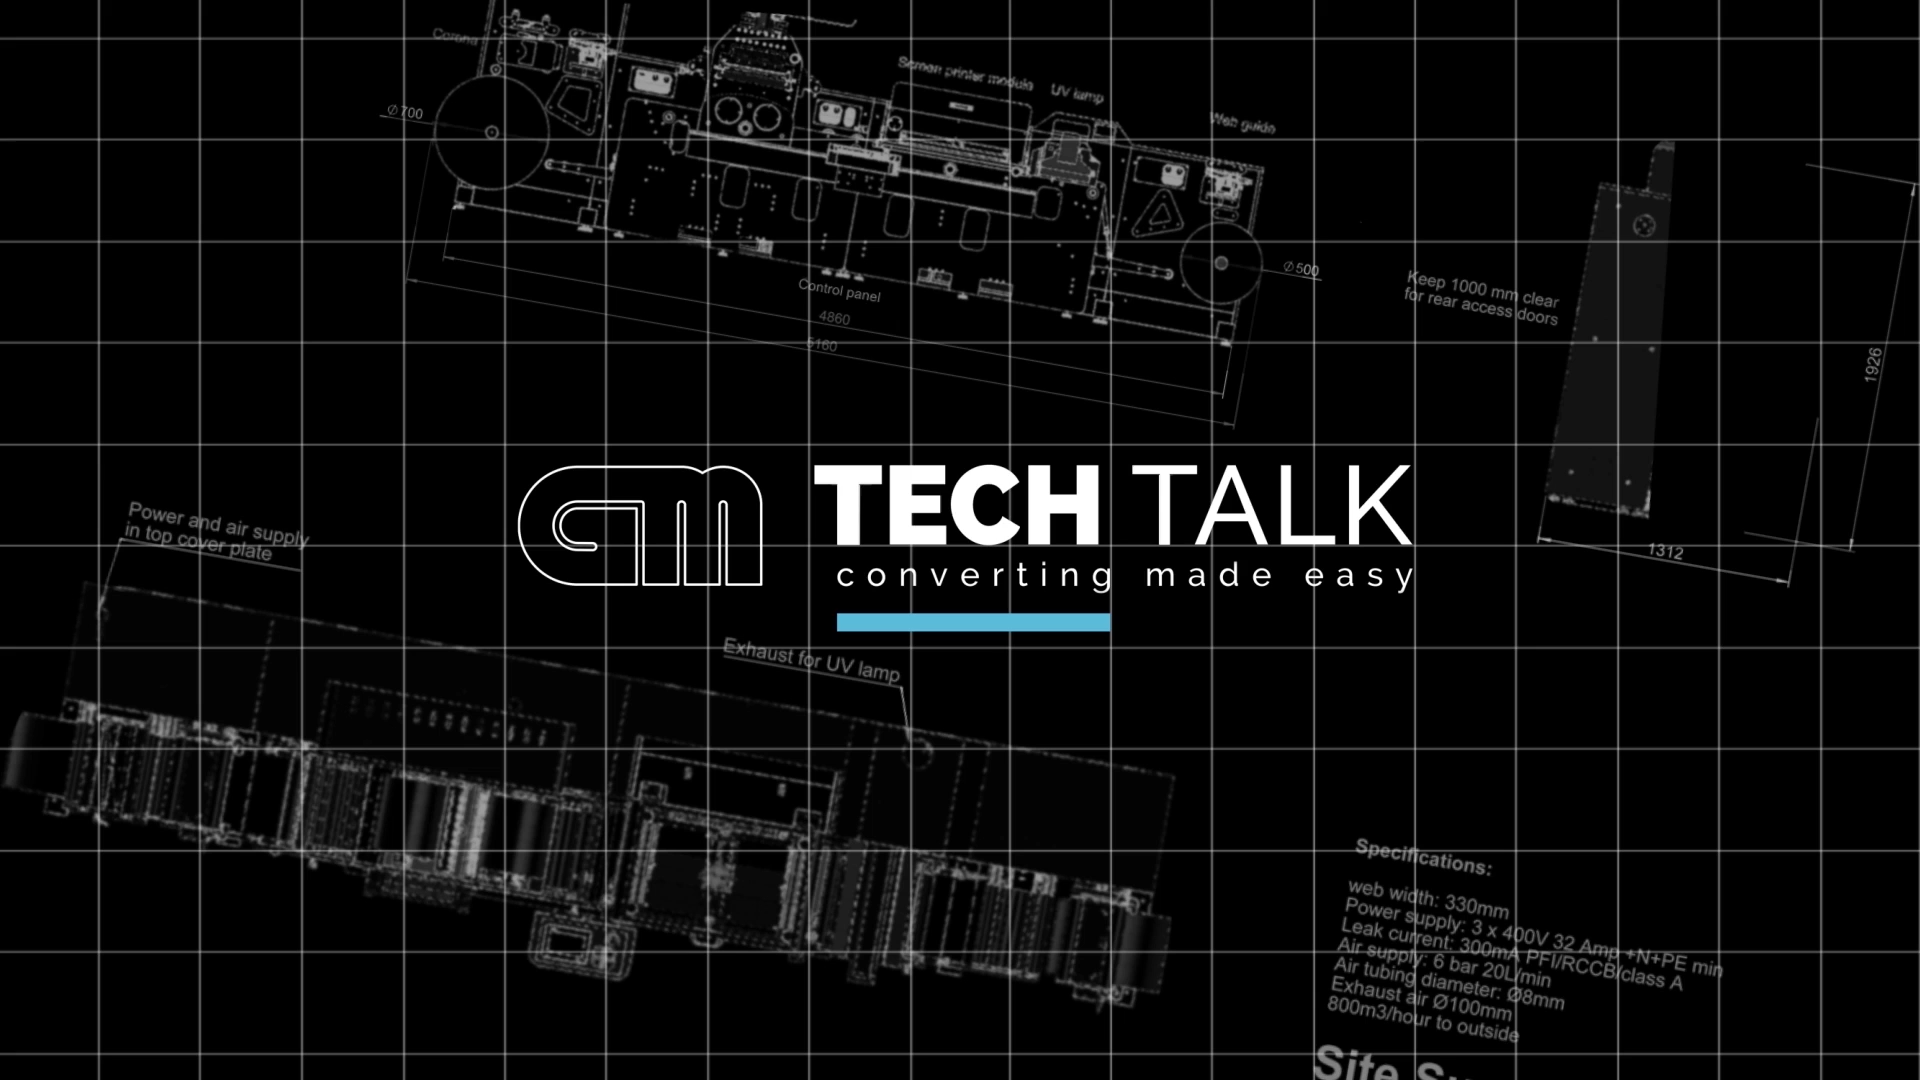 Corona
Screen printer module
UV lamp
Web guide
Ø700
Ø500
Control panel
4860
5160
Keep 1000 mm clear
for rear access doors
1926
1312
GM
TECH TALK
converting made easy
Power and air supply
in top cover plate
Exhaust for UV lamp
Specifications:
web width: 330mm
Power supply: 3 x 400V 32 Amp +N+PE min
Leak current: 300mA PFI/RCCB/class A
Air supply: 6 bar 20L/min
Air tubing diameter: Ø8mm
Exhaust air Ø100mm
800m3/hour to outside
Site